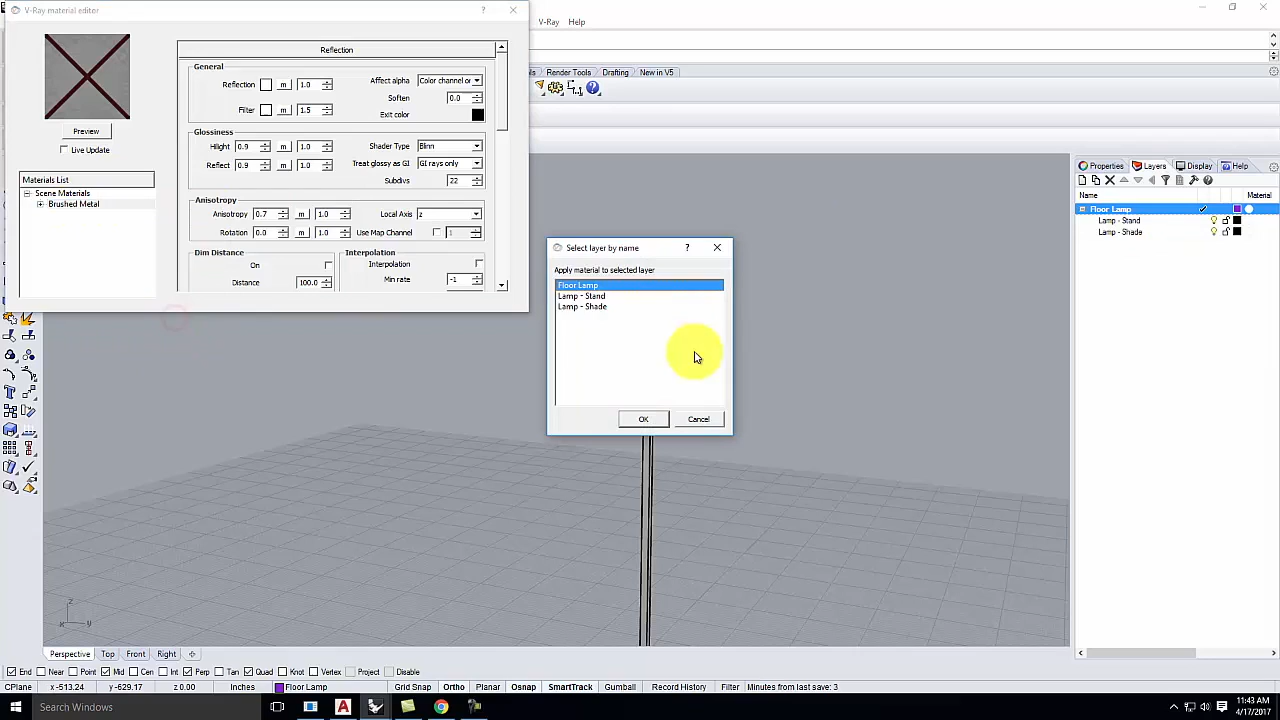 V-Ray material editor
?
V-Ray Help
Preview
Live Update
Materials List
Scene Materials
Brushed Metal
Reflection
General
Reflection m 1.0 Affect alpha Color channel or
Soften 0.0
Filter m 1.5 Exit color
Glossiness
Hilight 0.9 m 1.0 Shader Type Blinn
Reflect 0.9 m 1.0 Treat glossy as GI GI rays only
Subdivs 22
Anisotropy
Anisotropy 0.7 m 1.0 Local Axis z
Rotation 0.0 m 1.0 Use Map Channel 1
Dim Distance Interpolation
On Interpolation
Distance 100.0 Min rate -1
Render Tools Drafting New in V5
Select layer by name ?
Apply material to selected layer
Floor Lamp
Lamp - Stand
Lamp - Shade
OK Cancel
Properties Layers Display Help
Name Material
Floor Lamp
Lamp - Stand
Lamp - Shade
z
x y
Perspective Top Front Right
End Near Point Mid Cen Int Perp Tan Quad Knot Vertex Project Disable
CPlane x -513.24 y -629.17 z 0.00 Inches Floor Lamp Grid Snap Ortho Planar Osnap SmartTrack Gumball Record History Filter Minutes from last save: 3
Search Windows
11:43 AM
4/17/2017